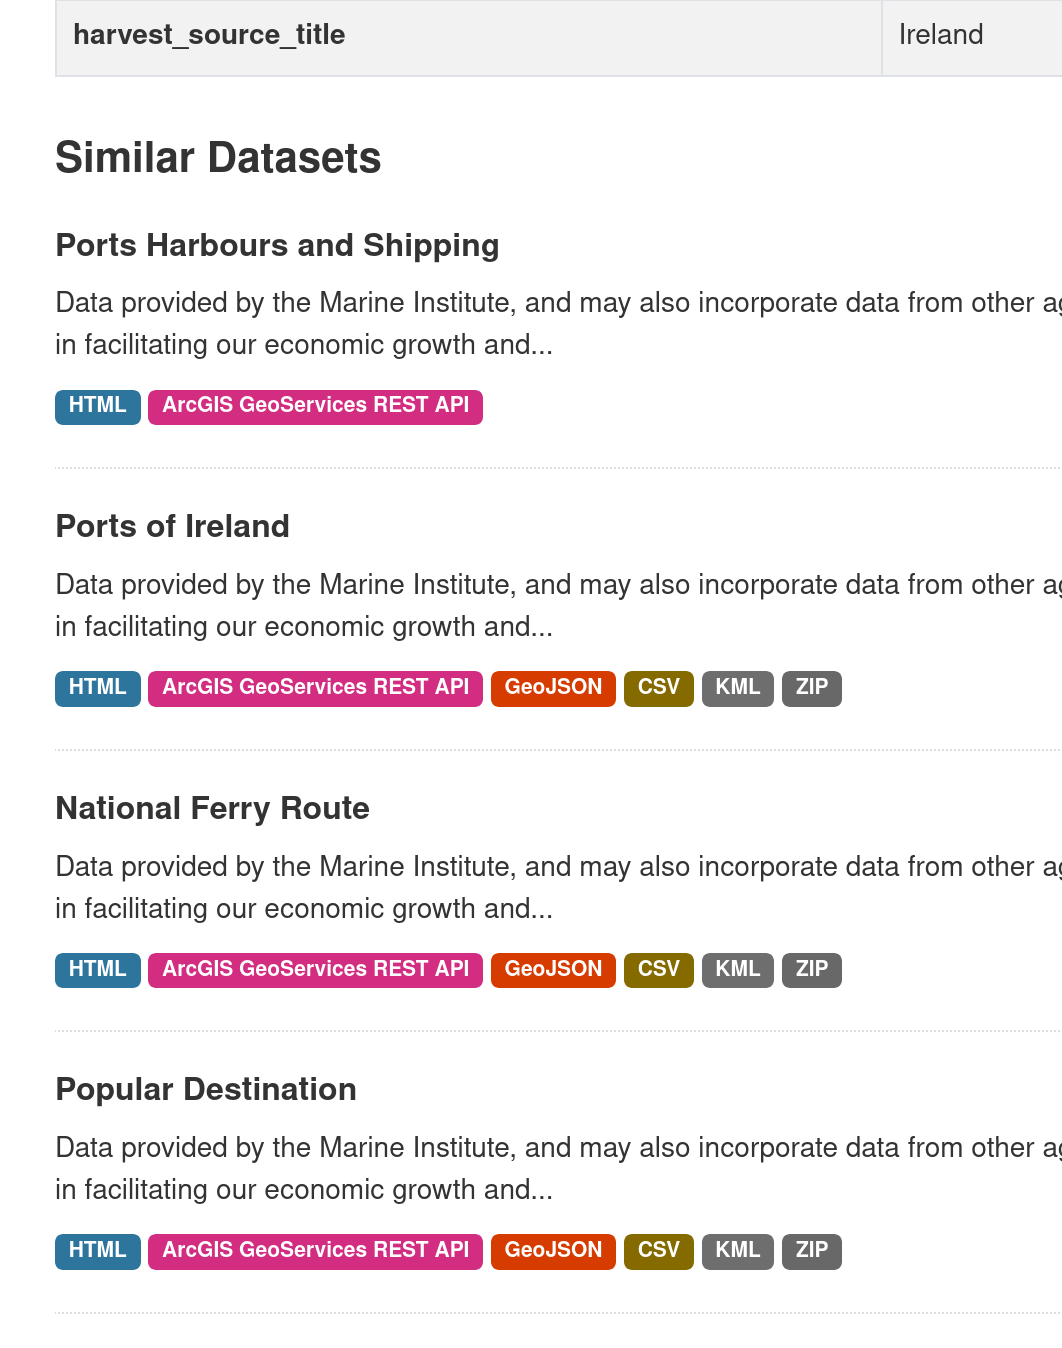 harvest_source_title Ireland
Similar Datasets
Ports Harbours and Shipping
Data provided by the Marine Institute, and may also incorporate data from other
in facilitating our economic growth and...
HTML ArcGIS GeoServices REST API
Ports of Ireland
Data provided by the Marine Institute, and may also incorporate data from other
in facilitating our economic growth and...
HTML ArcGIS GeoServices REST API GeoJSON CSV KML ZIP
National Ferry Route
Data provided by the Marine Institute, and may also incorporate data from other
in facilitating our economic growth and...
HTML ArcGIS GeoServices REST API GeoJSON CSV KML ZIP
Popular Destination
Data provided by the Marine Institute, and may also incorporate data from other
in facilitating our economic growth and...
HTML ArcGIS GeoServices REST API GeoJSON CSV KML ZIP